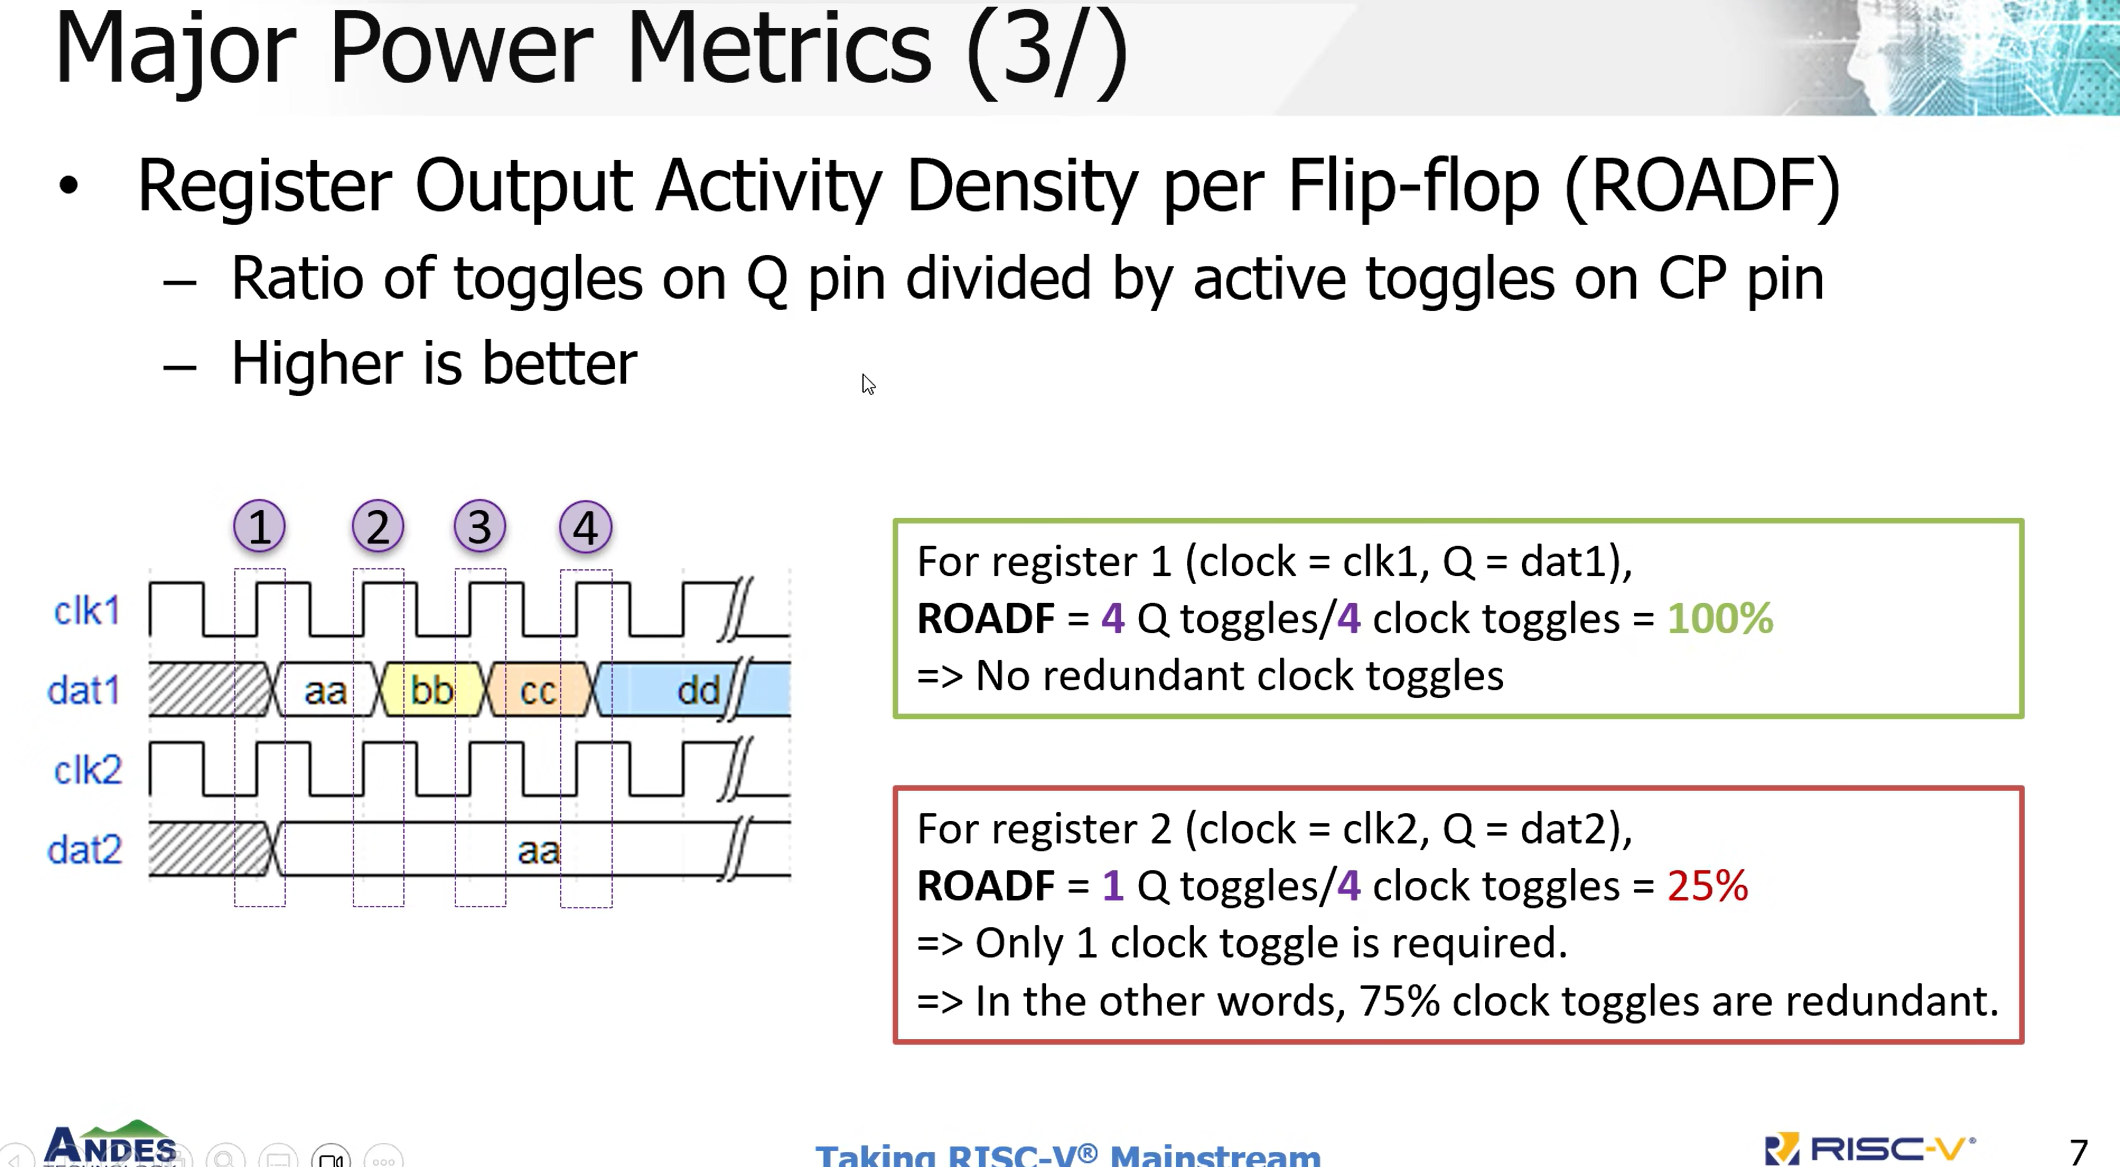 Major Power Metrics (3/)
• Register Output Activity Density per Flip-flop (ROADF)
– Ratio of toggles on Q pin divided by active toggles on CP pin
– Higher is better
1 2 3 4
clk1
dat1 aa bb cc dd
clk2
dat2 aa
For register 1 (clock = clk1, Q = dat1),
ROADF = 4 Q toggles/4 clock toggles = 100%
=> No redundant clock toggles
For register 2 (clock = clk2, Q = dat2),
ROADF = 1 Q toggles/4 clock toggles = 25%
=> Only 1 clock toggle is required.
=> In the other words, 75% clock toggles are redundant.
ANDES
Taking RISC-V® Mainstream
RISC-V®
7